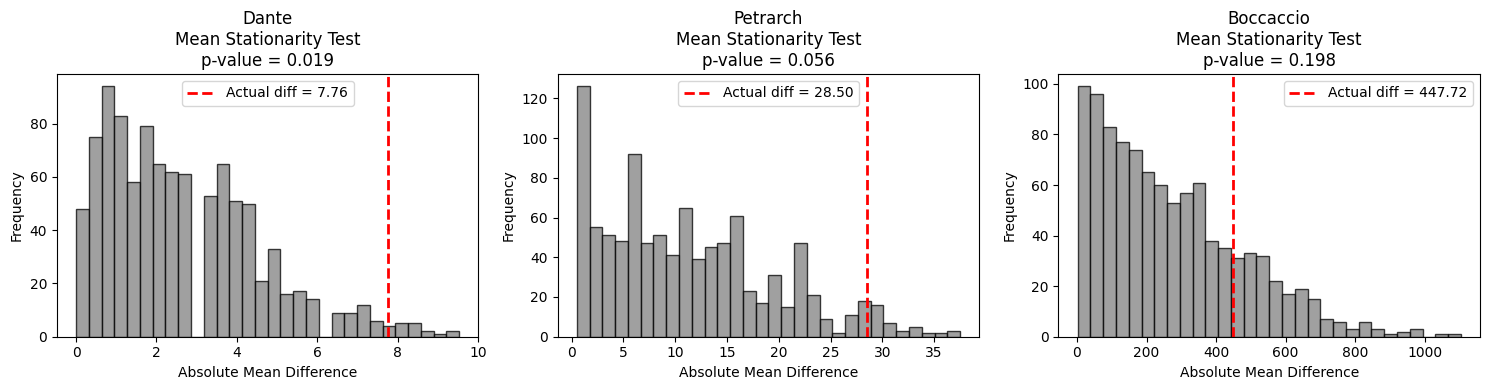 Dante
Mean Stationarity Test
p-value = 0.019
Actual diff = 7.76
Frequency
80
60
40
20
0
0 2 4 6 8 10
Absolute Mean Difference
Petrarch
Mean Stationarity Test
p-value = 0.056
Actual diff = 28.50
Frequency
120
100
80
60
40
20
0
0 5 10 15 20 25 30 35
Absolute Mean Difference
Boccaccio
Mean Stationarity Test
p-value = 0.198
Actual diff = 447.72
Frequency
100
80
60
40
20
0
0 200 400 600 800 1000
Absolute Mean Difference